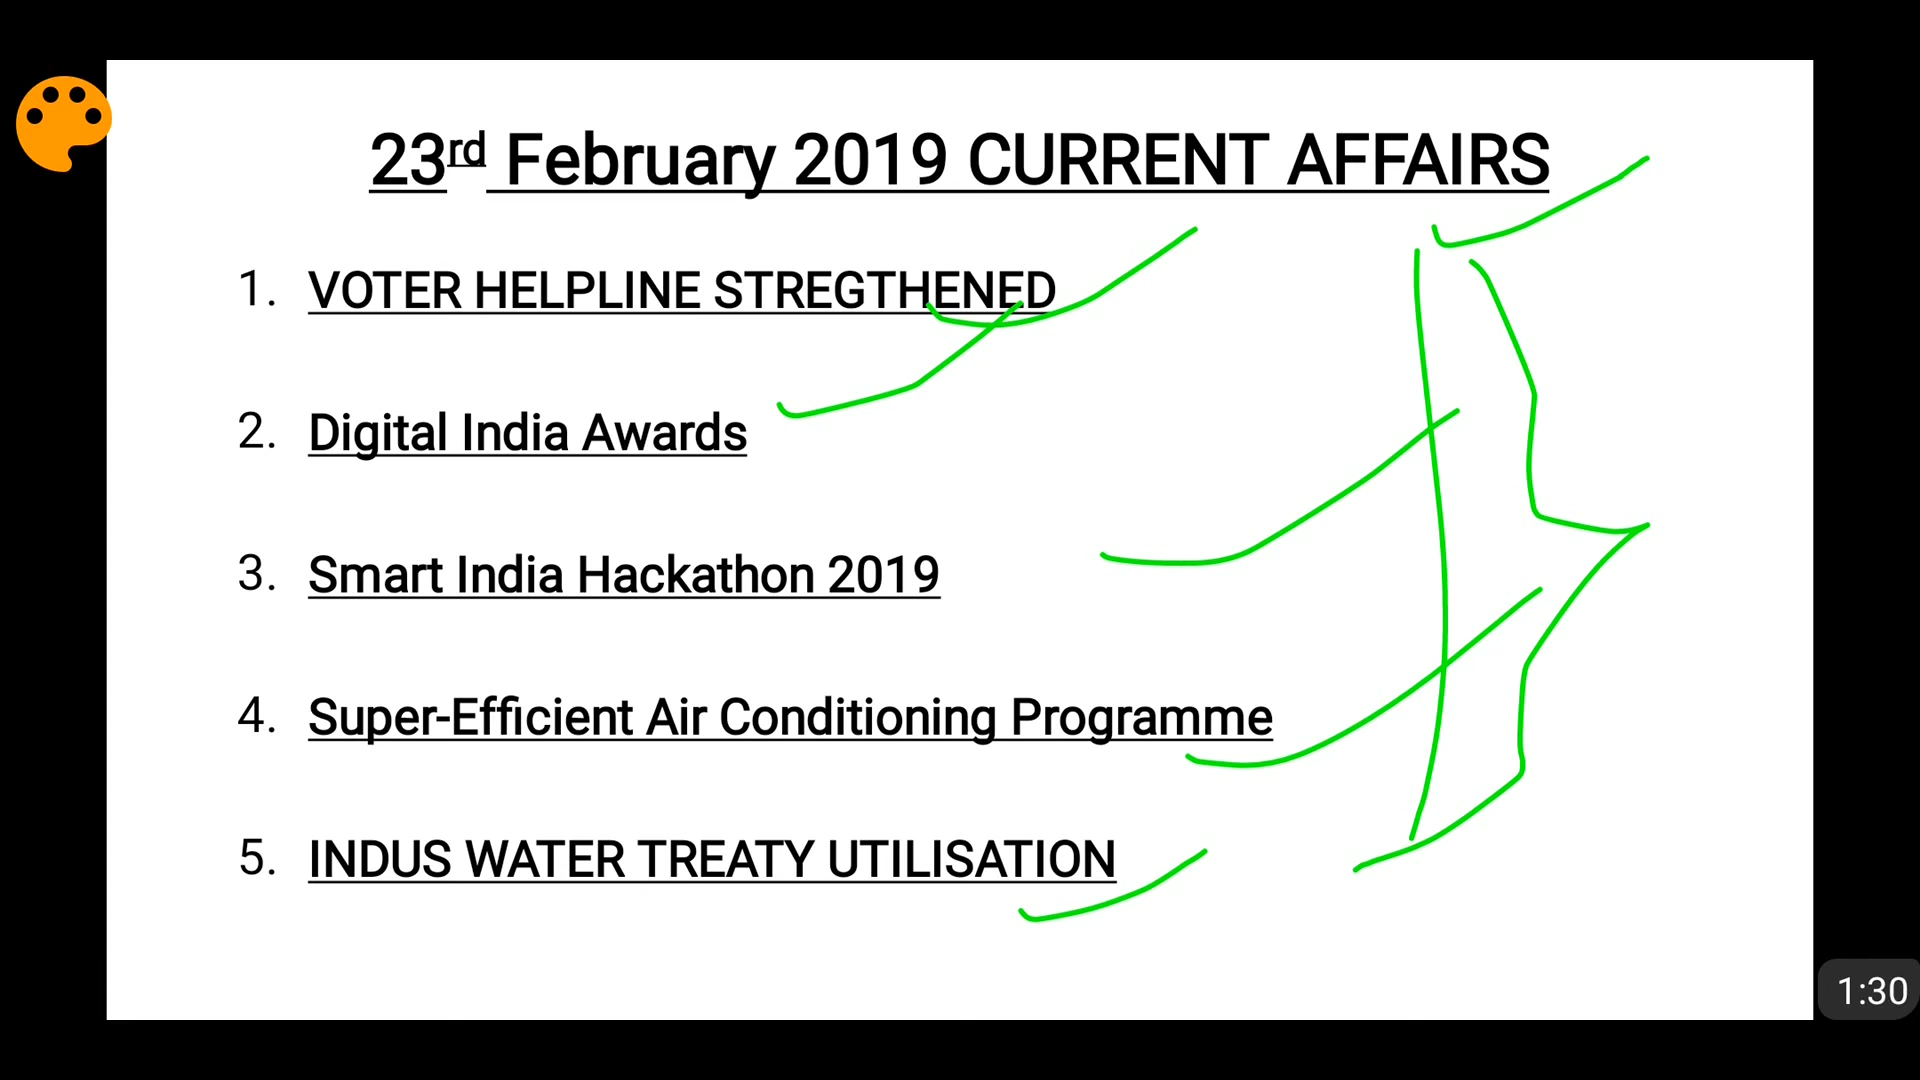 23rd February 2019 CURRENT AFFAIRS
1. VOTER HELPLINE STREGTHENED
2. Digital India Awards
3. Smart India Hackathon 2019
4. Super-Efficient Air Conditioning Programme
5. INDUS WATER TREATY UTILISATION
1:30